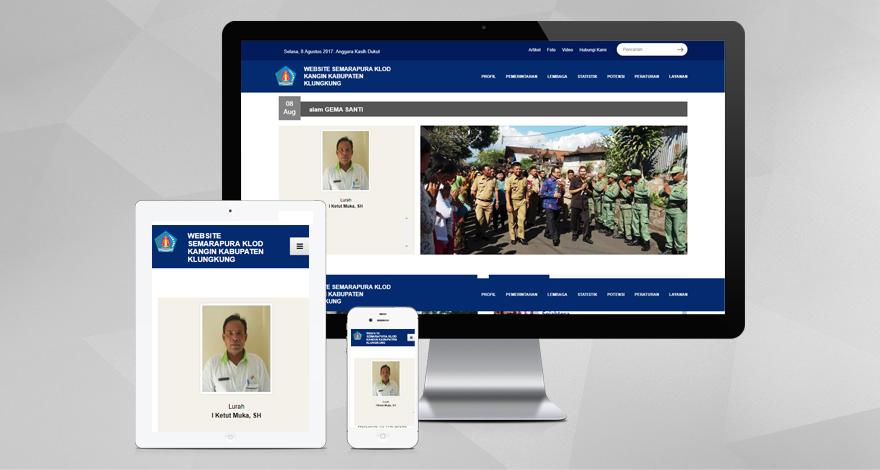 Selasa, 8 Agustus 2017. Anggara Kasih Dukut
Artikel Foto Video Hubungi Kami
Pencarian
WEBSITE SEMARAPURA KLOD
KANGIN KABUPATEN
KLUNGKUNG
PROFIL PEMERINTAHAN LEMBAGA STATISTIK POTENSI PERATURAN LAYANAN
08
Aug
alam GEMA SANTI
Lurah
I Ketut Muka, SH
SEMARAPURA KLOD
KABUPATEN
PROFIL PEMERINTAHAN LEMBAGA STATISTIK POTENSI PERATURAN LAYANAN
WEBSITE
SEMARAPURA KLOD
KANGIN KABUPATEN
KLUNGKUNG
Lurah
I Ketut Muka, SH
WEBSITE
SEMARAPURA KLOD
KANGIN KABUPATEN
KLUNGKUNG
Lurah
I Ketut Muka, SH